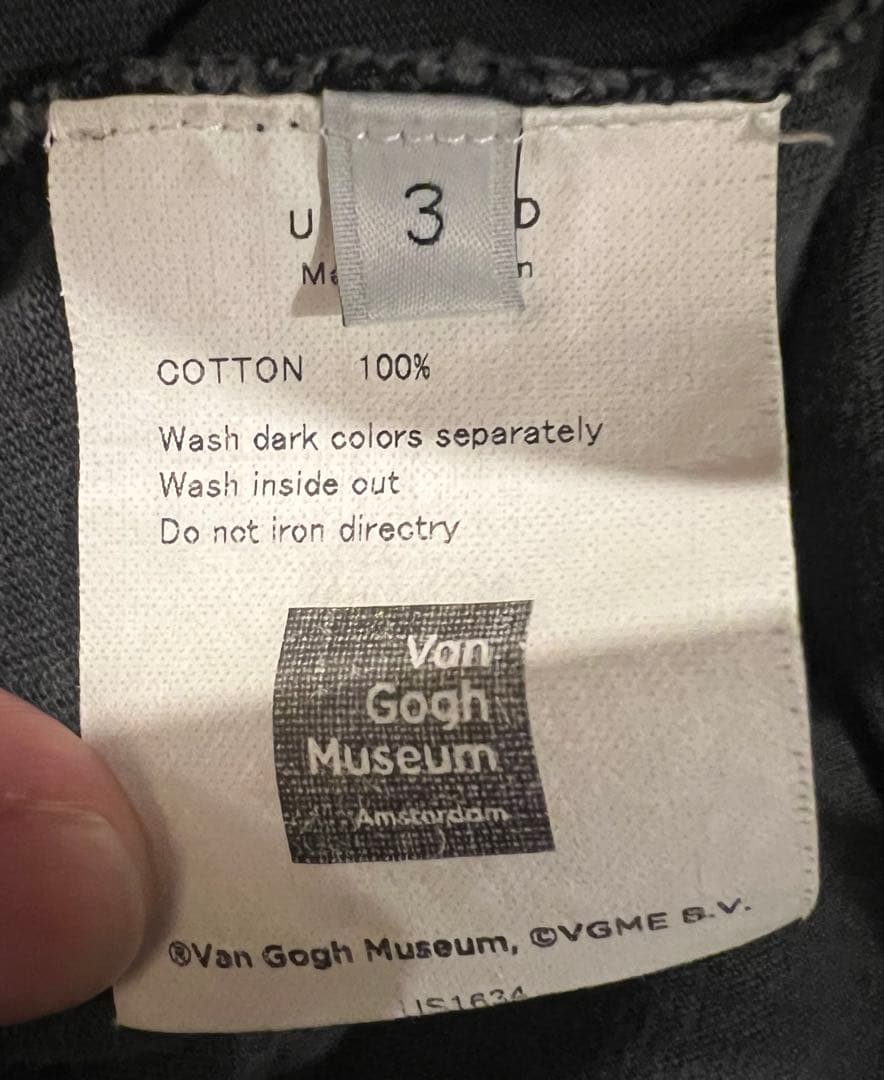 3
U D
Ma n
COTTON 100%
Wash dark colors separately
Wash inside out
Do not iron directry
Van
Gogh
Museum
Amsterdam
®Van Gogh Museum, ©VGME B.V.